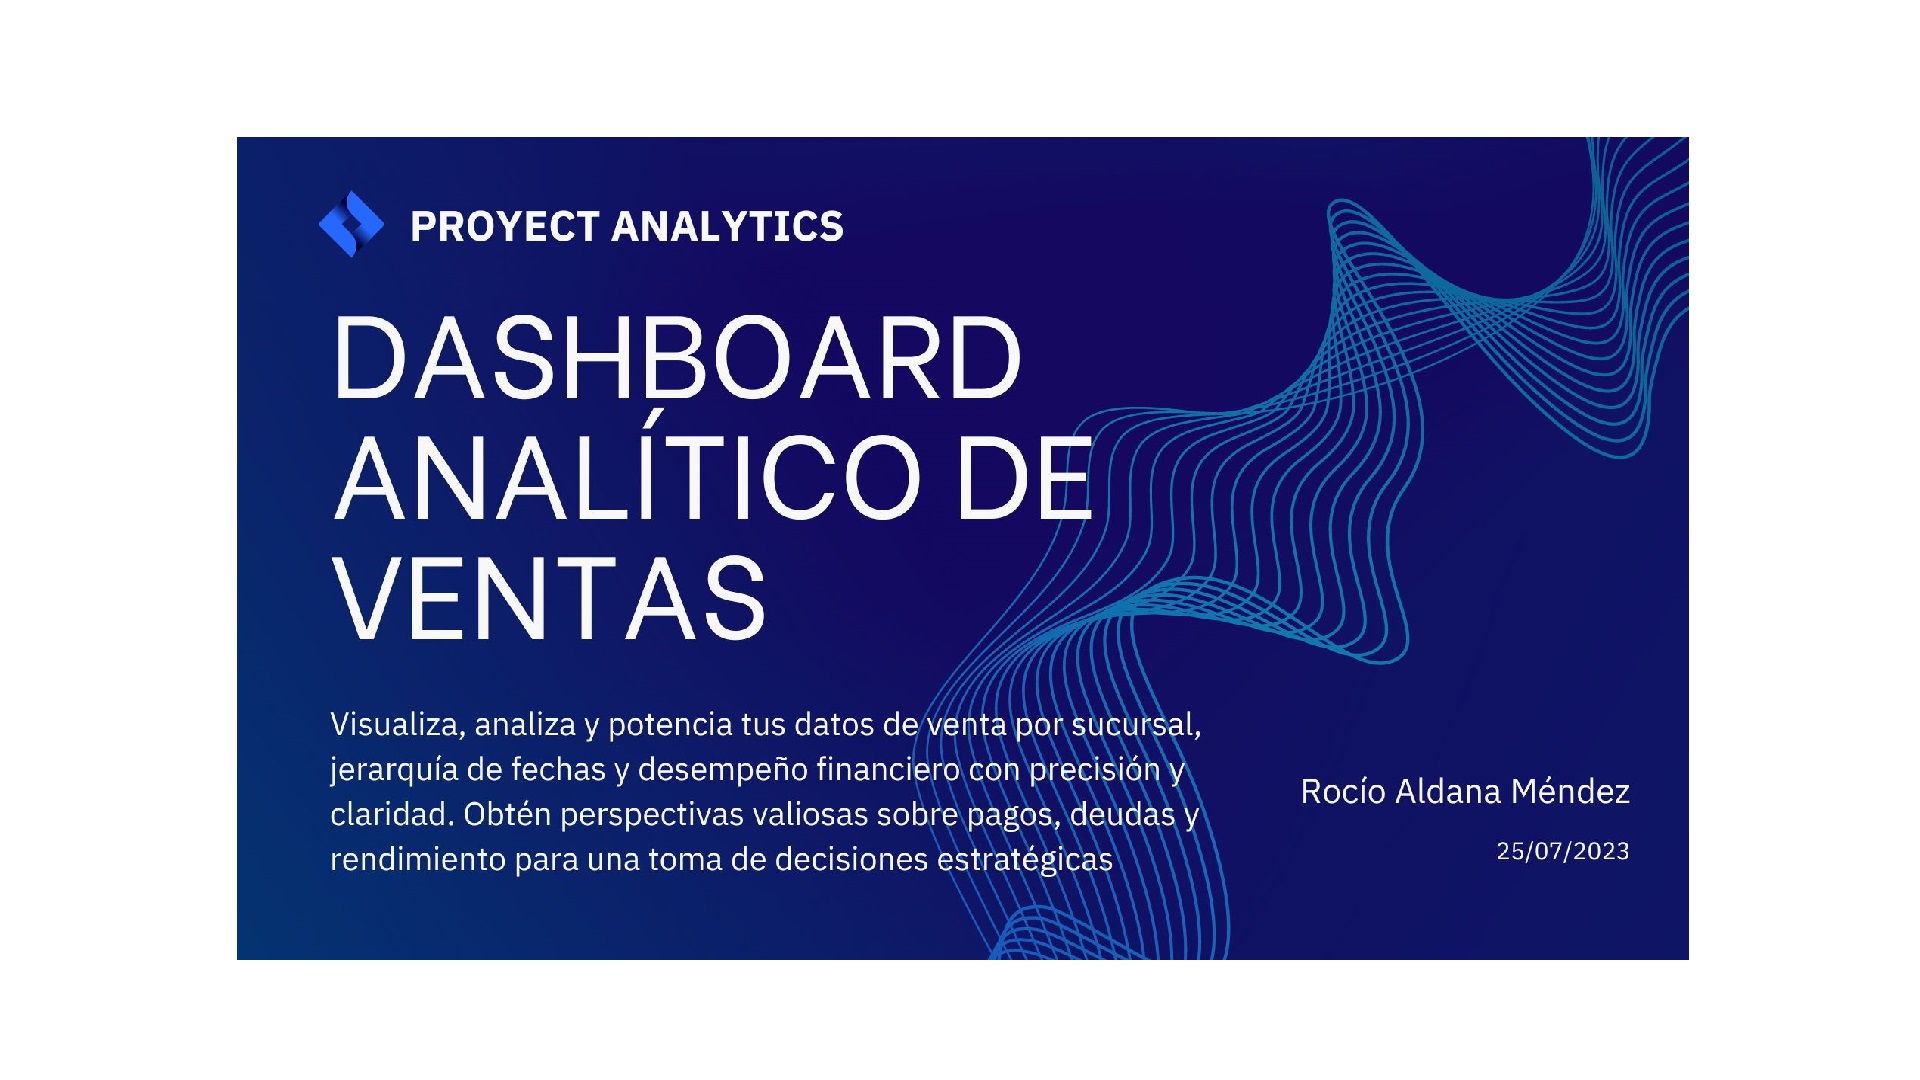 PROYECT ANALYTICS
DASHBOARD
ANALÍTICO DE
VENTAS
Visualiza, analiza y potencia tus datos de venta por sucursal,
jerarquía de fechas y desempeño financiero con precisión y
claridad. Obtén perspectivas valiosas sobre pagos, deudas y
rendimiento para una toma de decisiones estratégicas
Rocío Aldana Méndez
25/07/2023